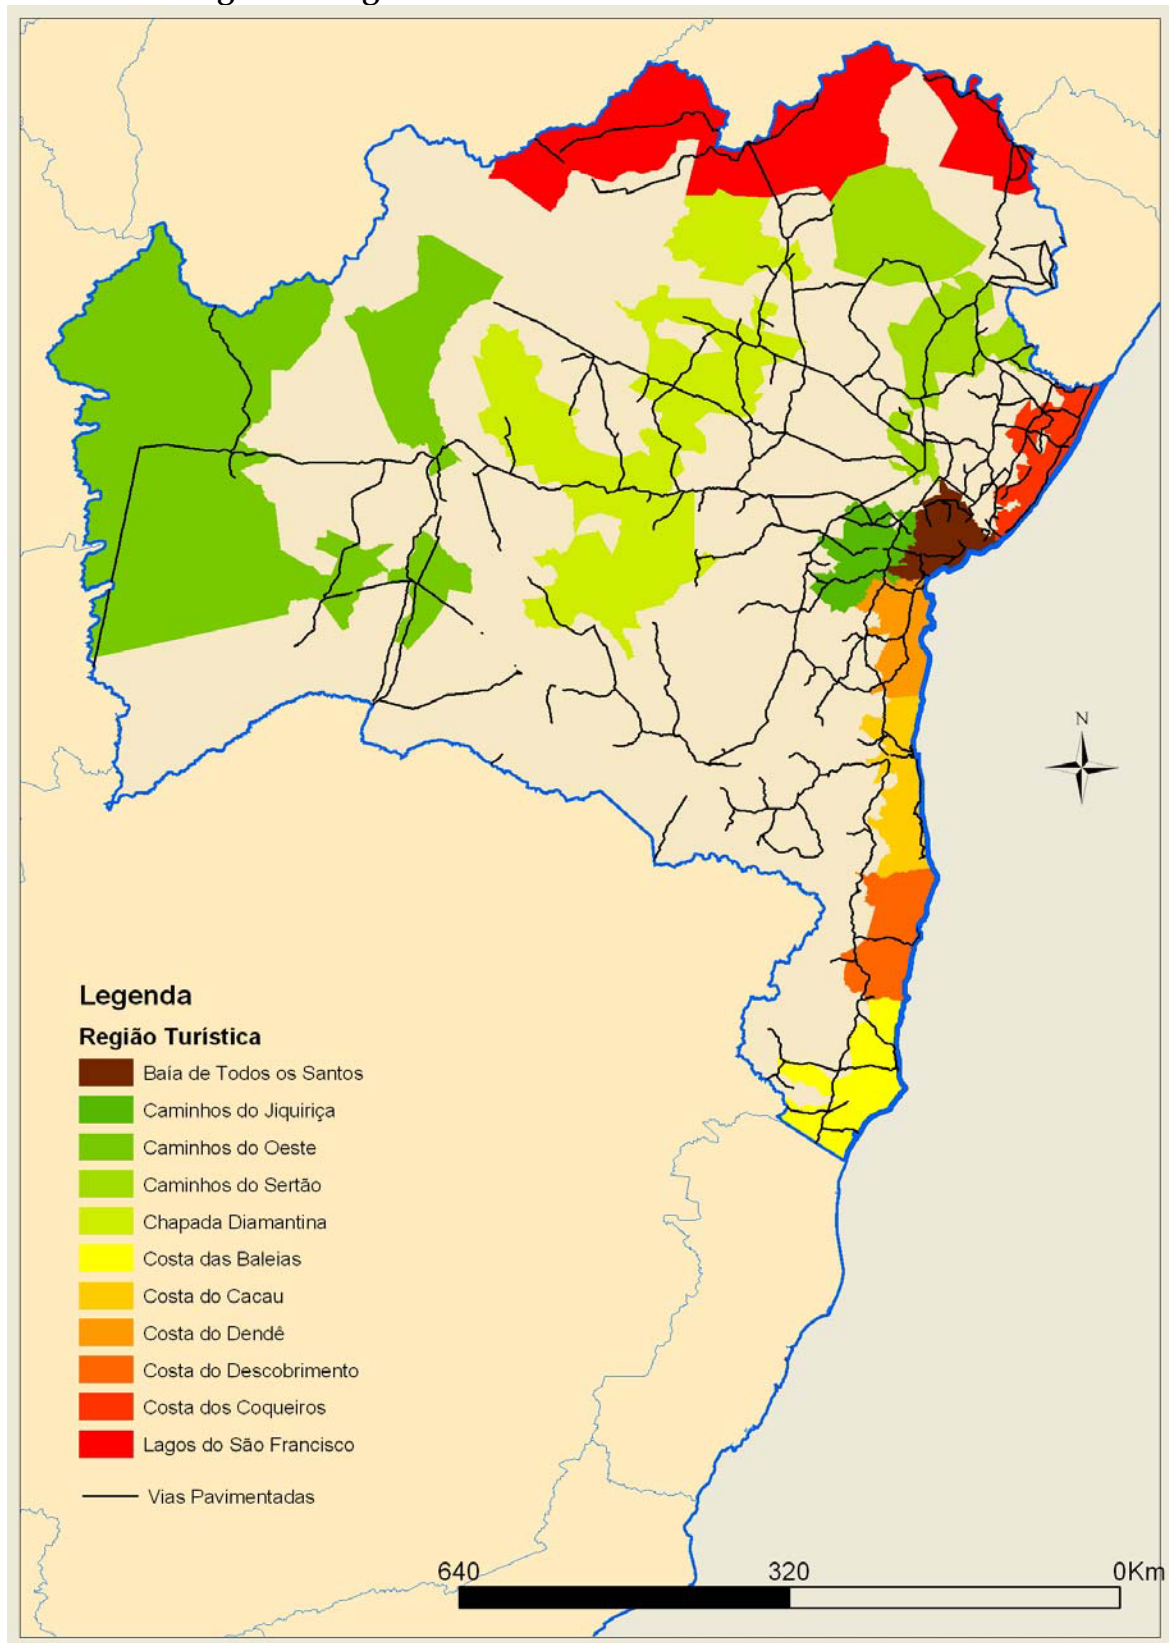 N
Legenda
Região Turística
Baía de Todos os Santos
Caminhos do Jiquiriça
Caminhos do Oeste
Caminhos do Sertão
Chapada Diamantina
Costa das Baleias
Costa do Cacau
Costa do Dendê
Costa do Descobrimento
Costa dos Coqueiros
Lagos do São Francisco
Vias Pavimentadas
640 320 0Km